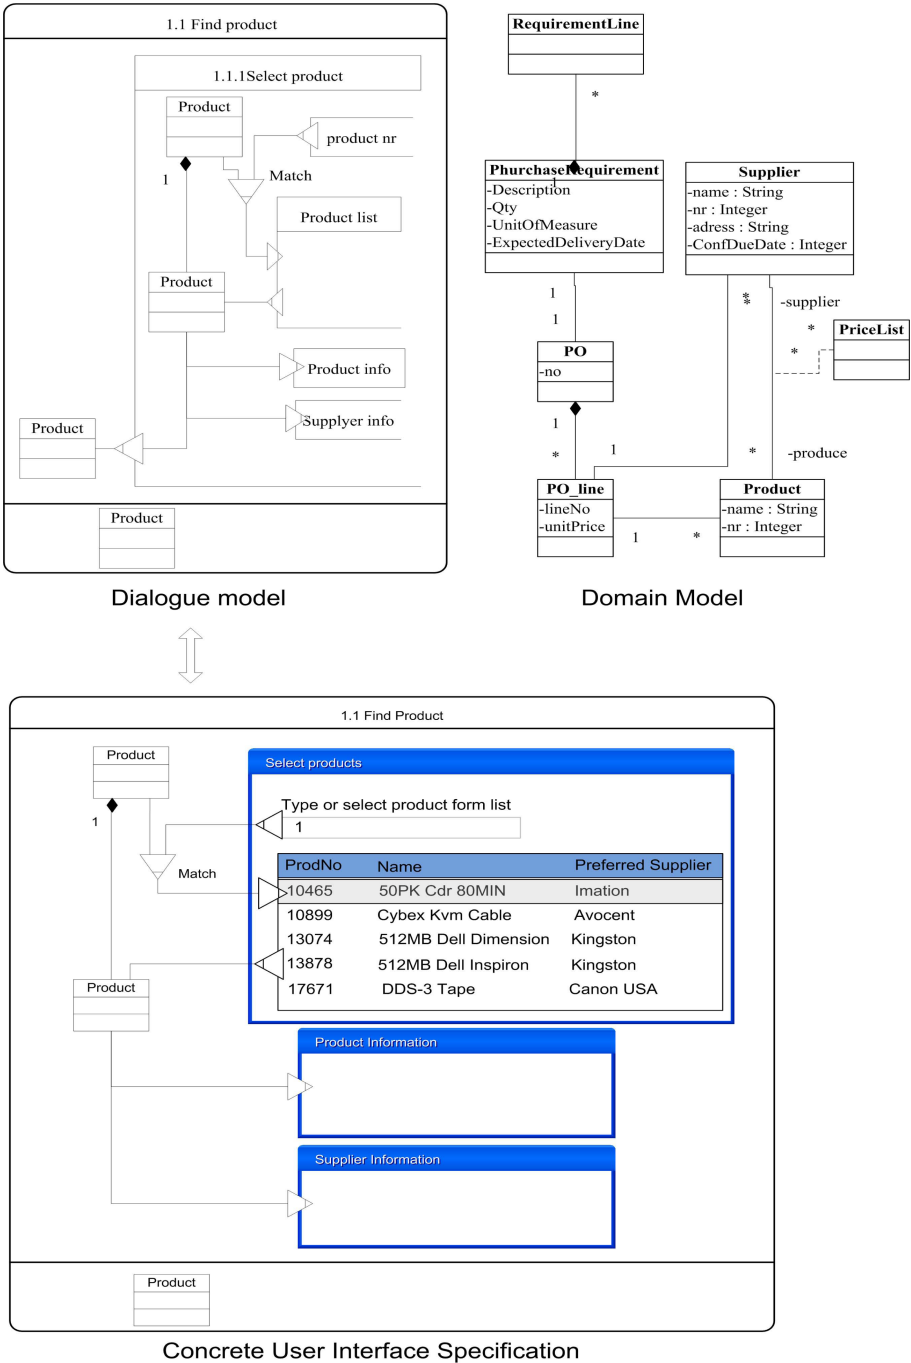 1.1 Find product
1.1.1Select product
Product
product nr
1
Match
Product list
Product
Product info
Supplyer info
Product
Product
Dialogue model
RequirementLine
*
PhurchaseRequirement
1
-Description
-Qty
-UnitOfMeasure
-ExpectedDeliveryDate
Supplier
-name : String
-nr : Integer
-adress : String
-ConfDueDate : Integer
1
1
*
*
-supplier
*
*
PriceList
PO
-no
1
*
1
*
-produce
PO_line
-lineNo
-unitPrice
1
*
Product
-name : String
-nr : Integer
Domain Model
1.1 Find Product
Product
1
Match
Product
Select products
Type or select product form list
1
ProdNo Name Preferred Supplier
10465 50PK Cdr 80MIN Imation
10899 Cybex Kvm Cable Avocent
13074 512MB Dell Dimension Kingston
13878 512MB Dell Inspiron Kingston
17671 DDS-3 Tape Canon USA
Product Information
Supplier Information
Product
Concrete User Interface Specification